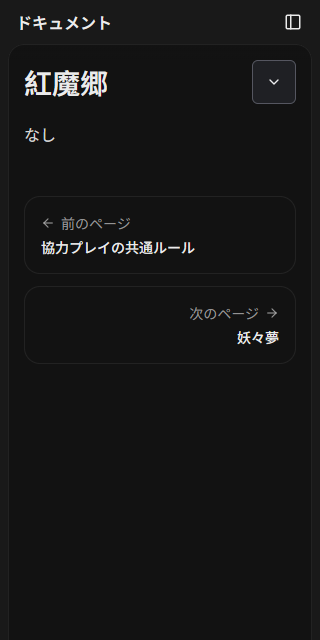 ドキュメント
紅魔郷
なし
前のページ
協力プレイの共通ルール
次のページ
妖々夢